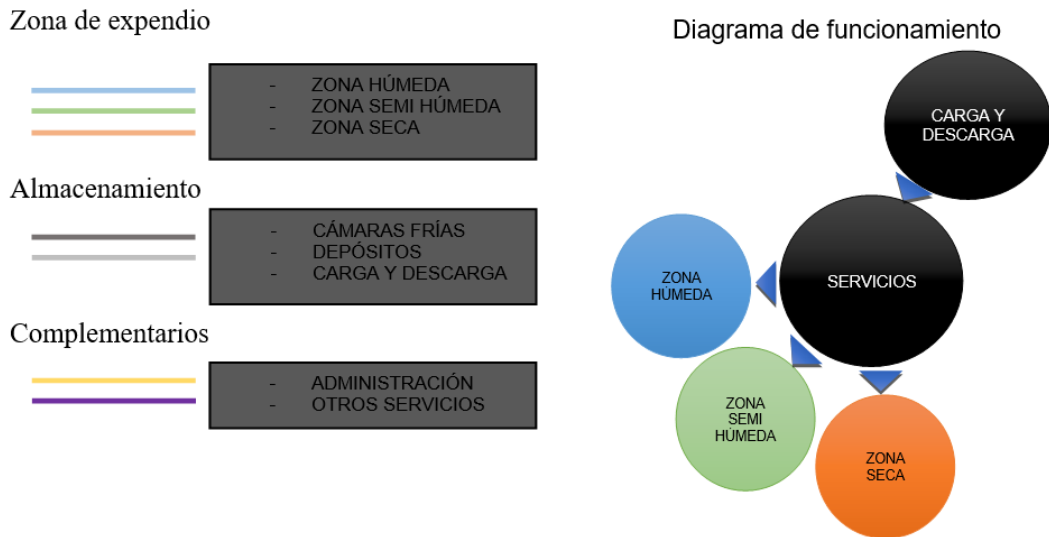 Zona de expendio
- ZONA HÚMEDA
- ZONA SEMI HÚMEDA
- ZONA SECA
Almacenamiento
- CÁMARAS FRÍAS
- DEPÓSITOS
- CARGA Y DESCARGA
Complementarios
- ADMINISTRACIÓN
- OTROS SERVICIOS
Diagrama de funcionamiento
CARGA Y
DESCARGA
SERVICIOS
ZONA
HÚMEDA
ZONA
SEMI
HÚMEDA
ZONA
SECA